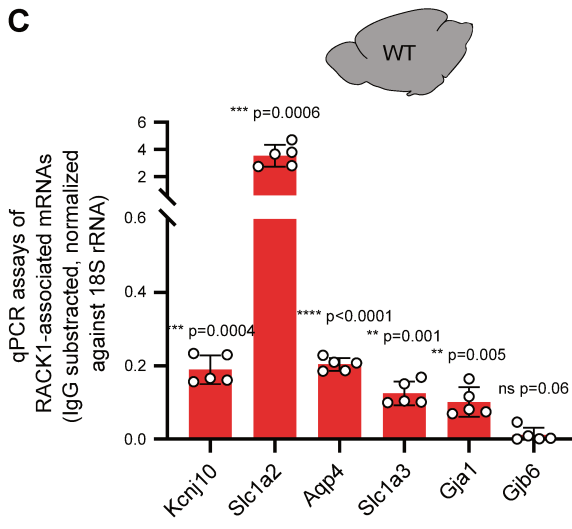 C
WT
qPCR assays of
RACK1-associated mRNAs
(IgG substracted, normalized
against 18S rRNA)
*** p=0.0006
6
4
2
0.6
0.4
0.2
0.0
*** p=0.0004
**** p<0.0001
** p=0.001
** p=0.005
ns p=0.06
Kcnj10
Slc1a2
Aqp4
Slc1a3
Gja1
Gjb6